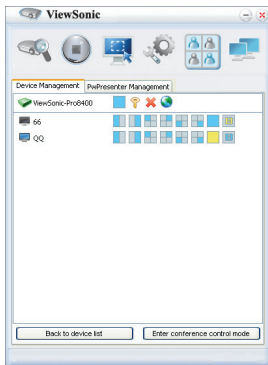 ViewSonic
Device Management PwPresenter Management
ViewSonic-Pro8400
66
QQ
Back to device list Enter conference control mode